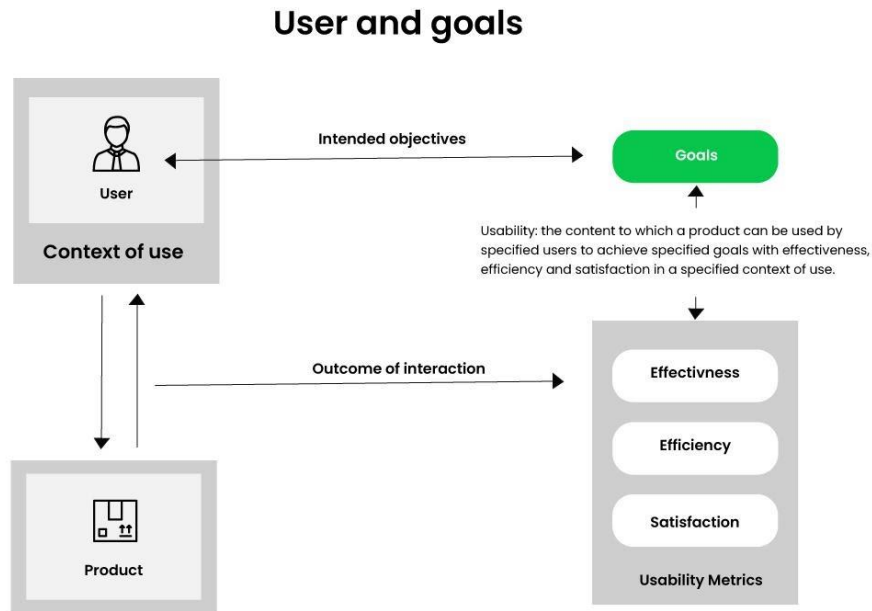 User and goals
Intended objectives
Goals
User
Context of use
Usability: the content to which a product can be used by
specified users to achieve specified goals with effectiveness,
efficiency and satisfaction in a specified context of use.
Outcome of interaction
Effectivness
Efficiency
Satisfaction
Usability Metrics
Product